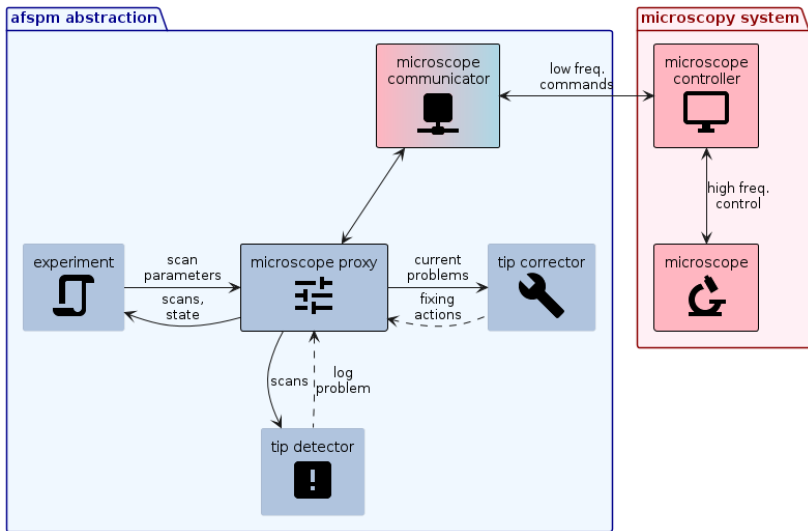 afspm abstraction
microscopy system
microscope
communicator
low freq.
commands
microscope
controller
high freq.
control
experiment
scan
parameters
scans,
state
microscope proxy
current
problems
fixing
actions
tip corrector
microscope
scans
log
problem
tip detector